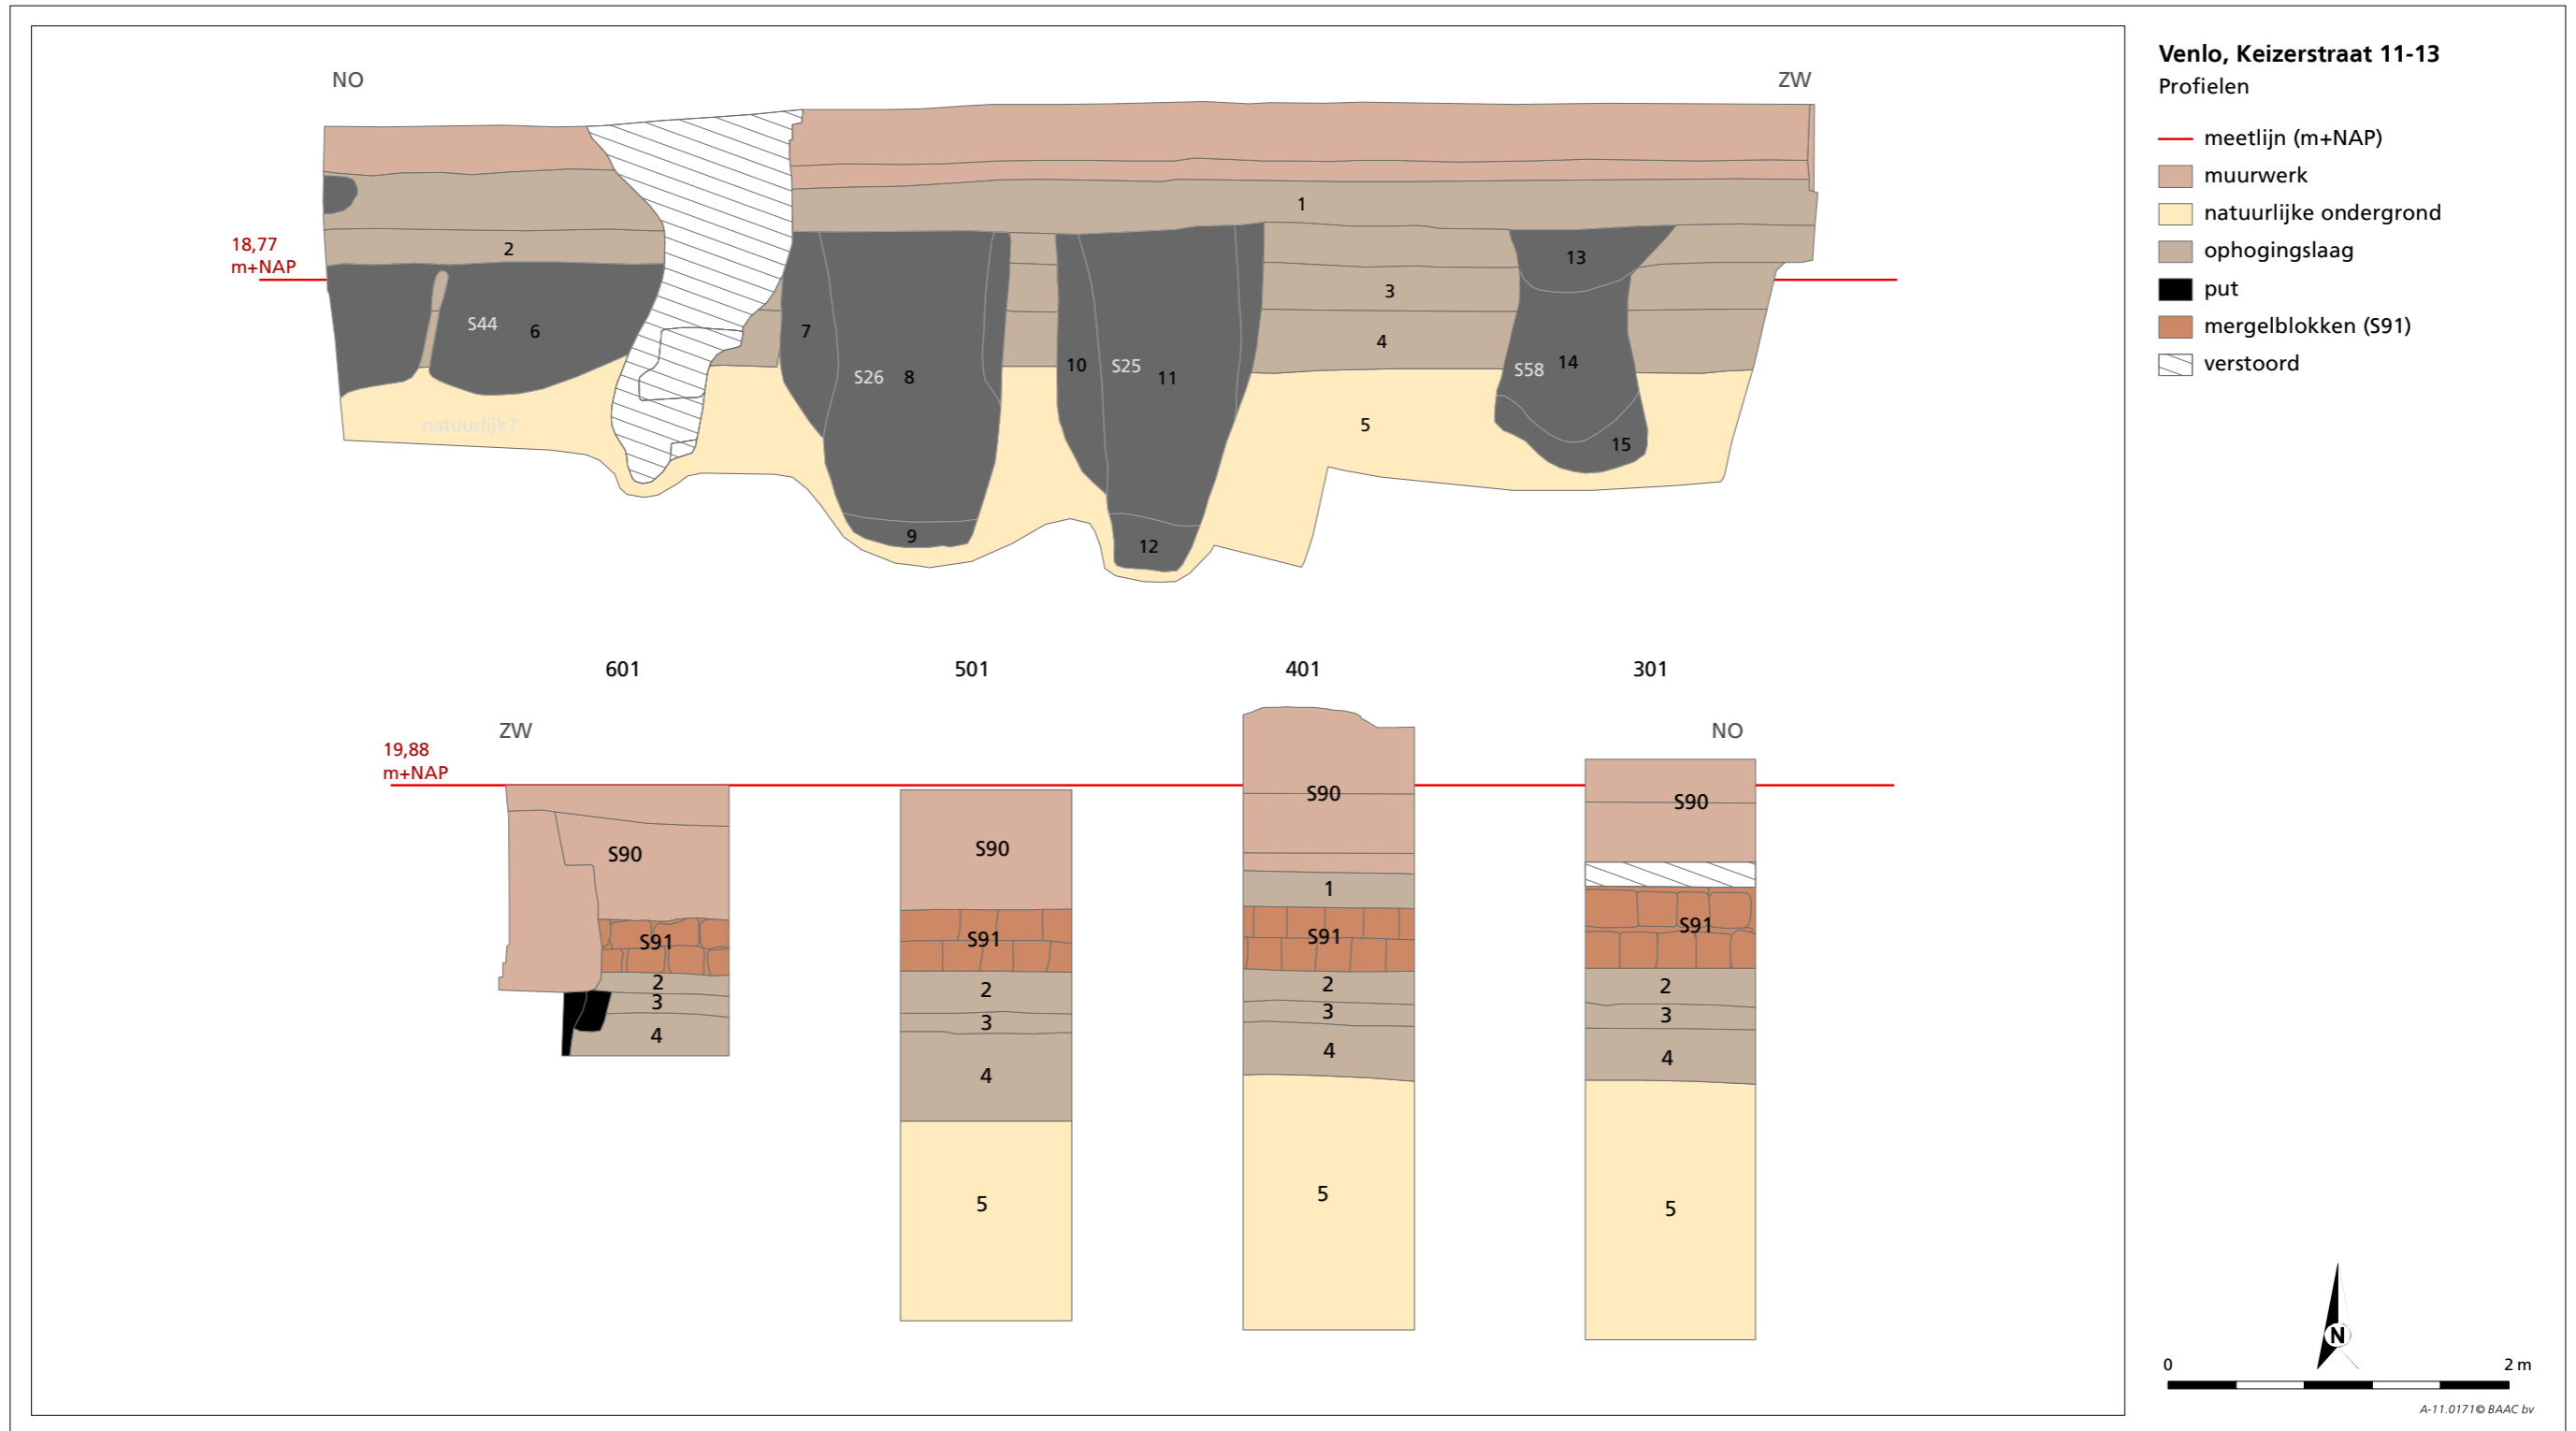 Venlo, Keizerstraat 11-13
Profielen
meetlijn (m+NAP)
muurwerk
natuurlijke ondergrond
ophogingslaag
put
mergelblokken (S91)
verstoord
NO
ZW
18,77
m+NAP
1
2
3
4
5
S44 6
7
S26 8
9
10
S25 11
12
13
S58 14
15
natuurlijk?
601
501
401
301
ZW
NO
19,88
m+NAP
S90
S91
2
3
4
S90
S91
2
3
4
5
S90
1
S91
2
3
4
5
S90
S91
2
3
4
5
N
0
2 m
A-11.0171© BAAC bv